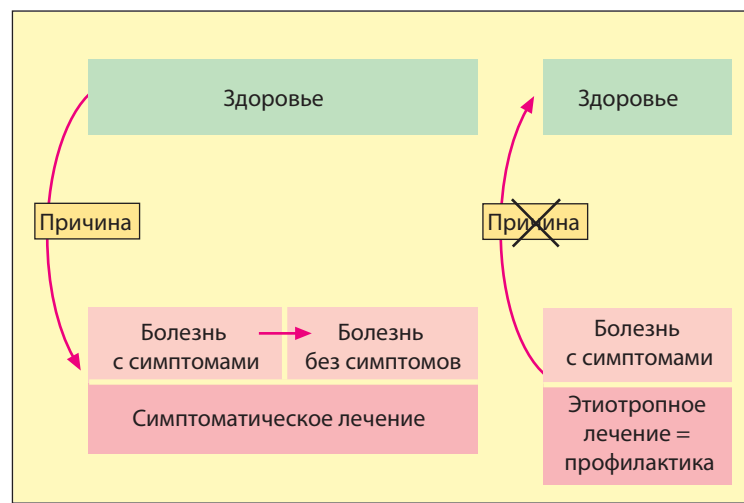 Здоровье
Причина
Болезнь
с симптомами
Болезнь
без симптомов
Симптоматическое лечение
Здоровье
Причина
Болезнь
с симптомами
Этиотропное
лечение =
профилактика